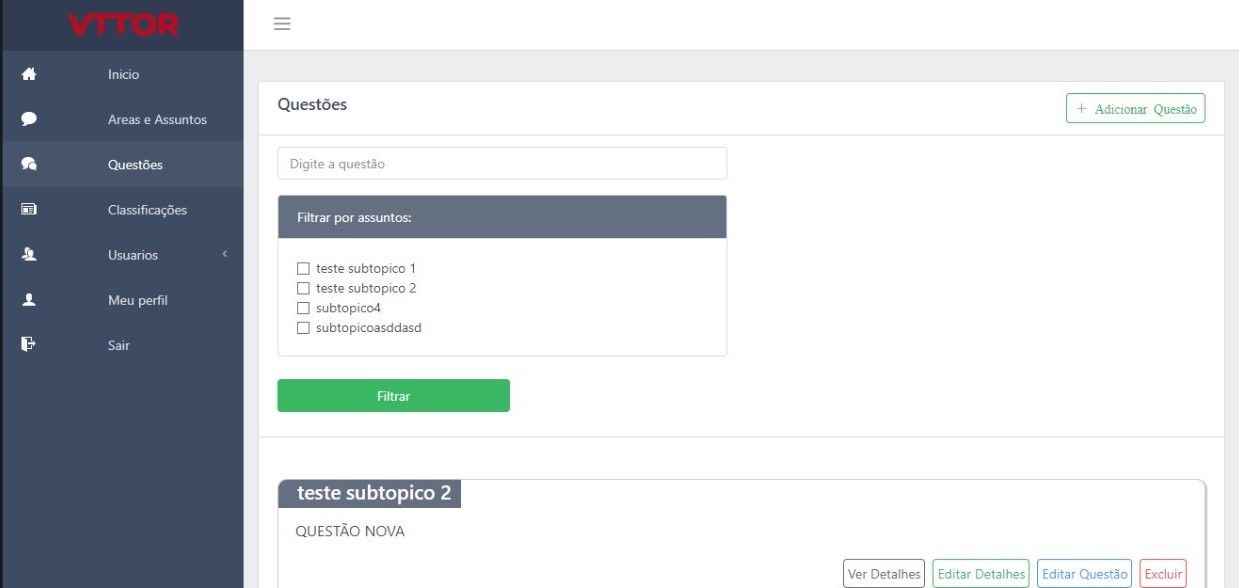 VTTOR
Inicio
Areas e Assuntos
Questões
Classificações
Usuarios
Meu perfil
Sair
Questões
+ Adicionar Questão
Digite a questão
Filtrar por assuntos:
teste subtopico 1
teste subtopico 2
subtopico4
subtopicoasddasd
Filtrar
teste subtopico 2
QUESTÃO NOVA
Ver Detalhes Editar Detalhes Editar Questão Excluir